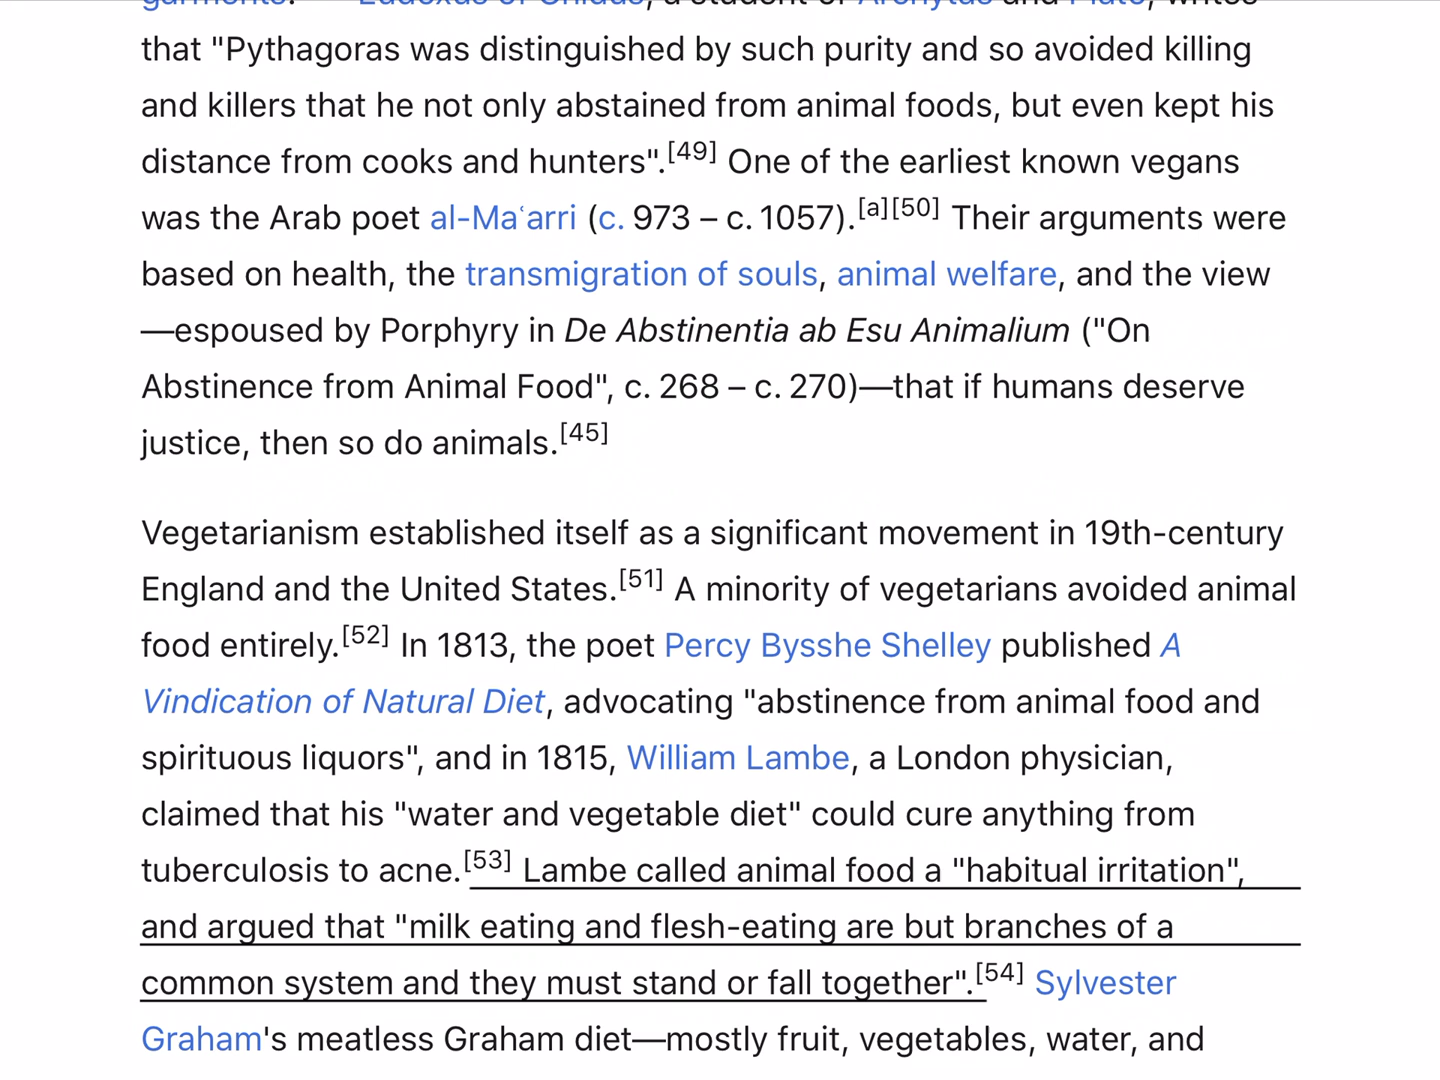 that "Pythagoras was distinguished by such purity and so avoided killing
and killers that he not only abstained from animal foods, but even kept his
distance from cooks and hunters".[49] One of the earliest known vegans
was the Arab poet al-Maʿarri (c. 973 – c. 1057).[a][50] Their arguments were
based on health, the transmigration of souls, animal welfare, and the view
—espoused by Porphyry in De Abstinentia ab Esu Animalium ("On
Abstinence from Animal Food", c. 268 – c. 270)—that if humans deserve
justice, then so do animals.[45]
Vegetarianism established itself as a significant movement in 19th-century
England and the United States.[51] A minority of vegetarians avoided animal
food entirely.[52] In 1813, the poet Percy Bysshe Shelley published A
Vindication of Natural Diet, advocating "abstinence from animal food and
spirituous liquors", and in 1815, William Lambe, a London physician,
claimed that his "water and vegetable diet" could cure anything from
tuberculosis to acne.[53] Lambe called animal food a "habitual irritation",
and argued that "milk eating and flesh-eating are but branches of a
common system and they must stand or fall together".[54] Sylvester
Graham's meatless Graham diet—mostly fruit, vegetables, water, and